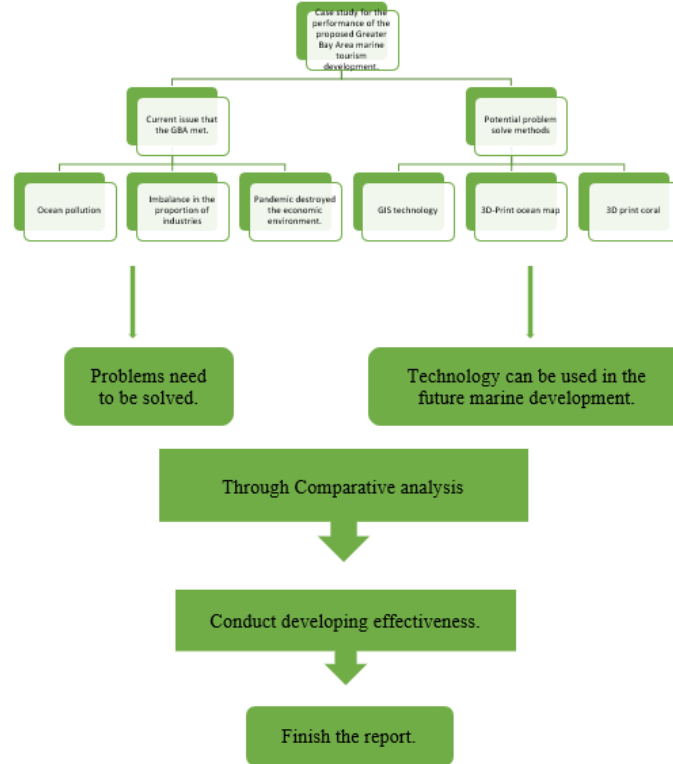 Case study for the
performance of the
proposed Greater
Bay Area marine
tourism
development.
Current issue that
the GBA met.
Potential problem
solve methods
Ocean pollution
Imbalance in the
proportion of
industries
Pandemic destroyed
the economic
environment.
GIS technology
3D-Print ocean map
3D print coral
Problems need
to be solved.
Technology can be used in the
future marine development.
Through Comparative analysis
Conduct developing effectiveness.
Finish the report.